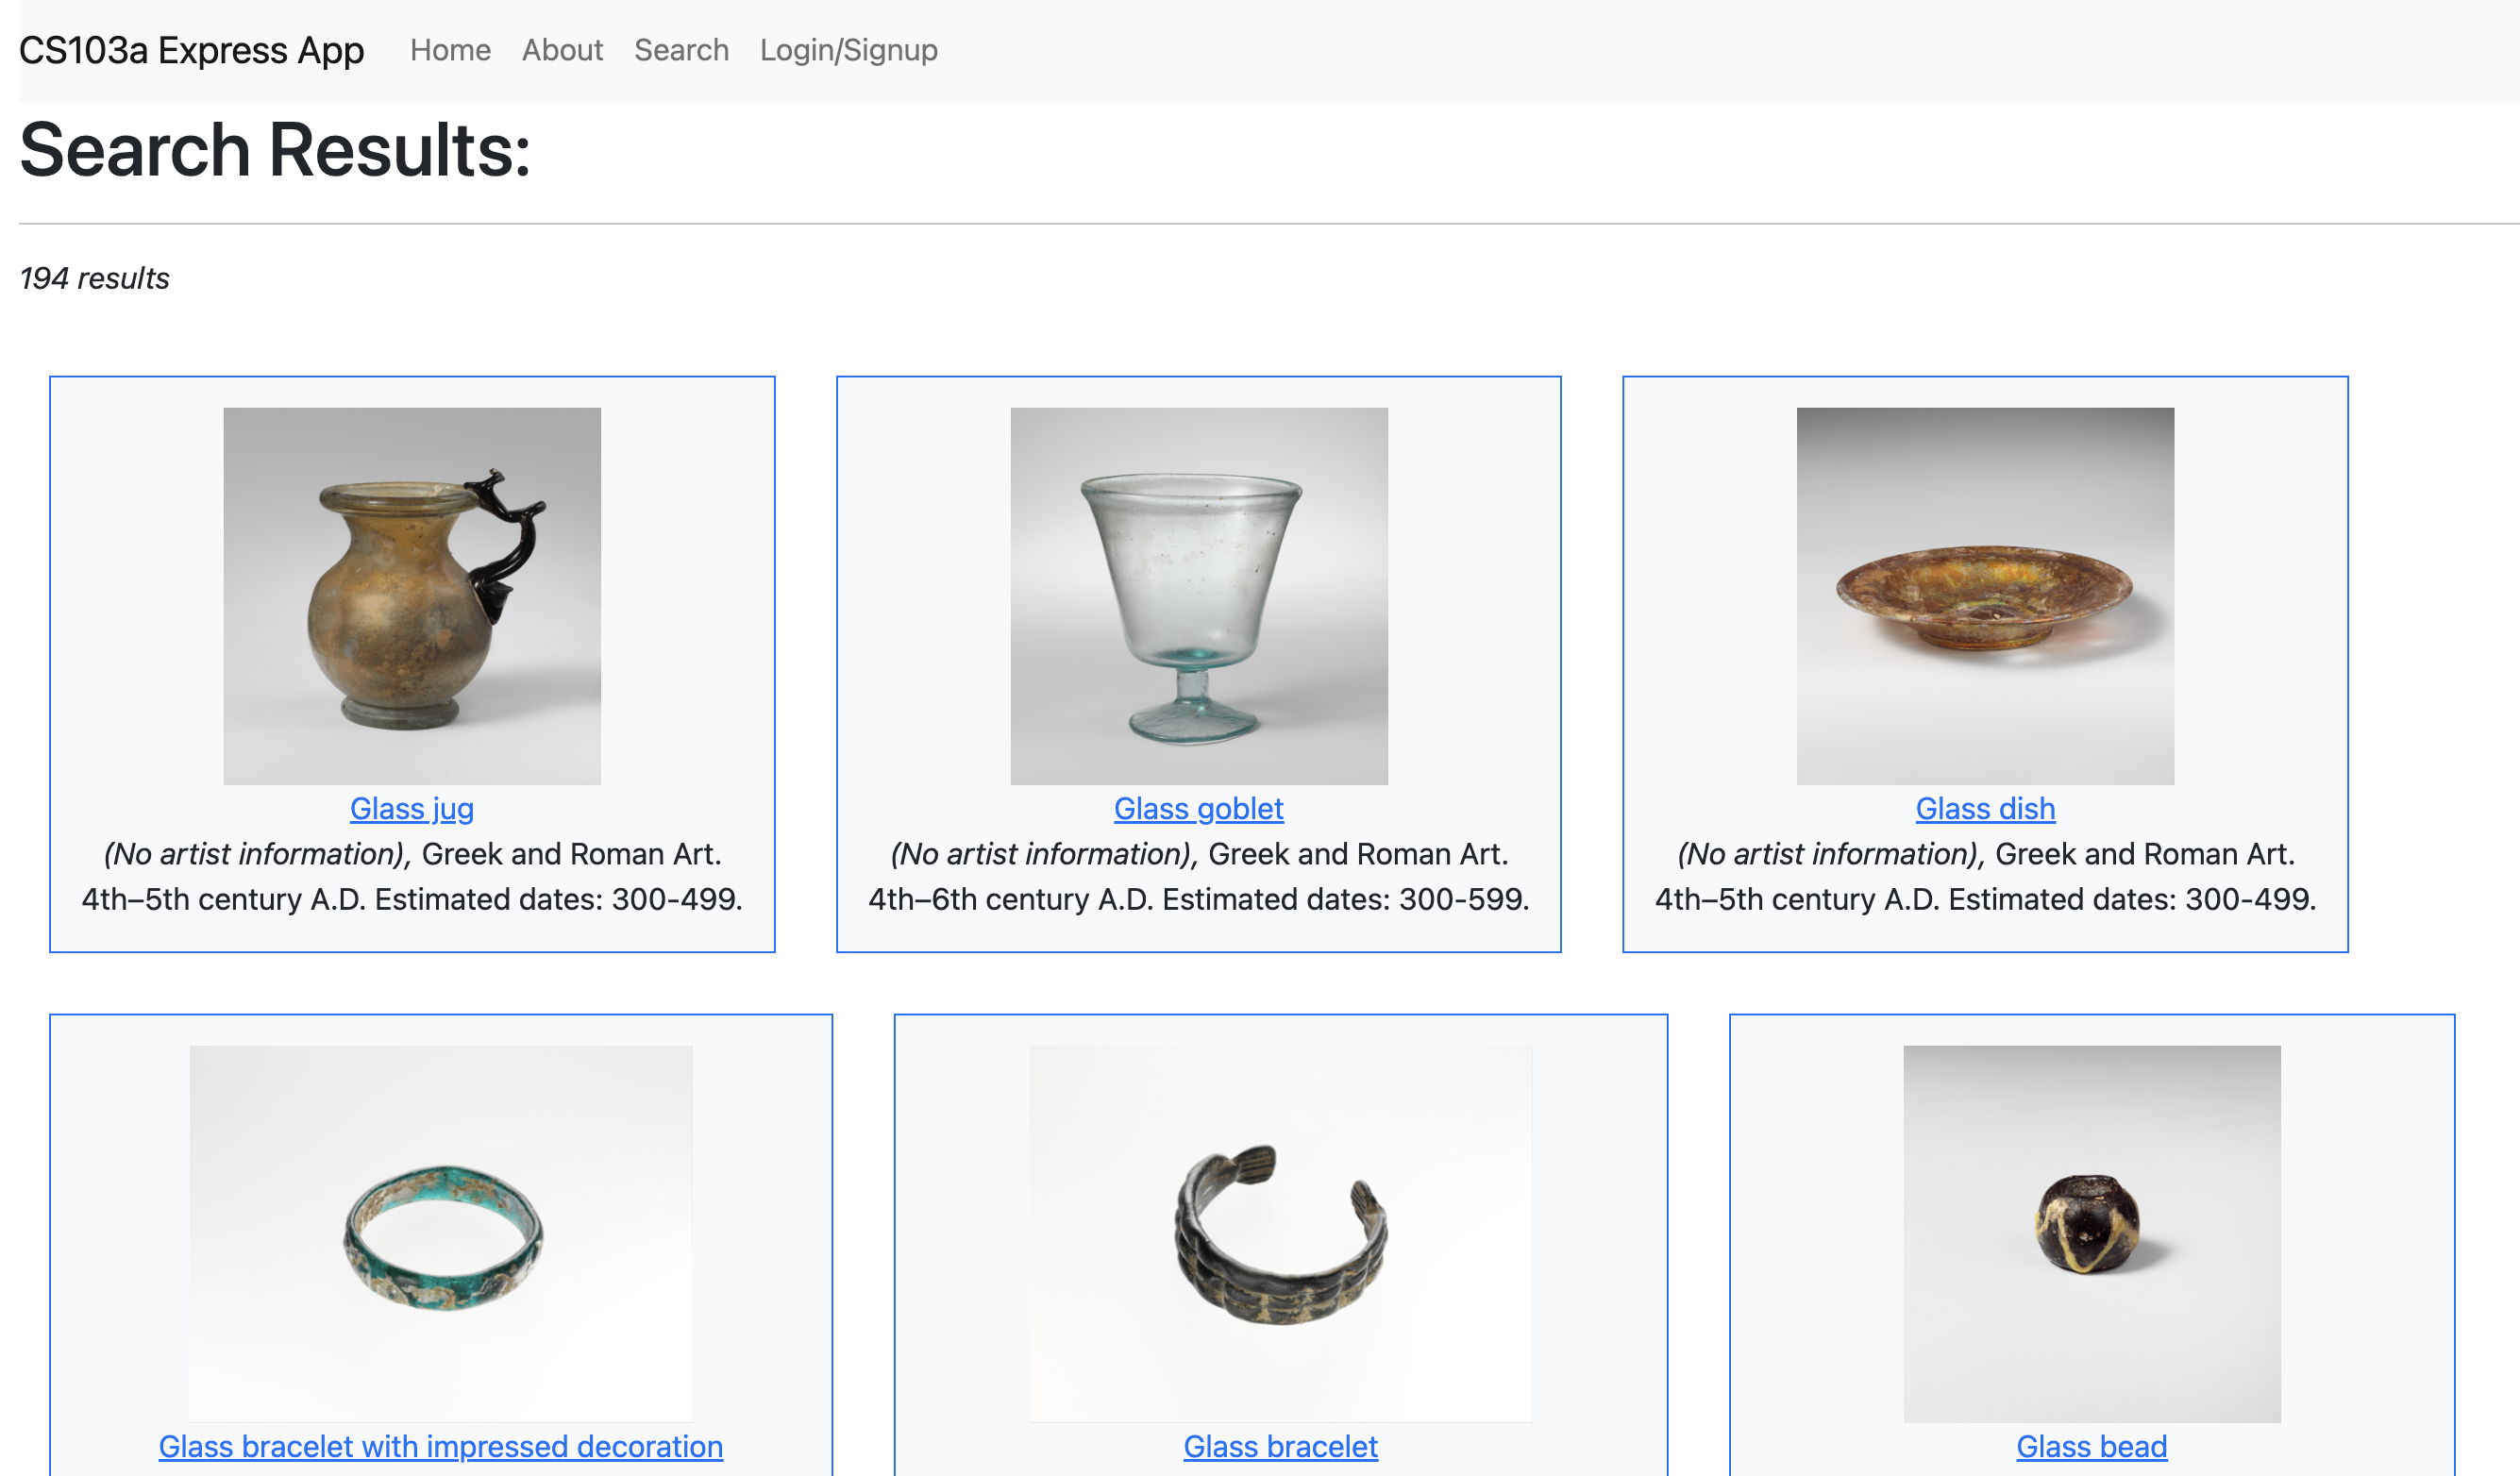 CS103a Express App Home About Search Login/Signup
Search Results:
194 results
Glass jug
(No artist information), Greek and Roman Art.
4th–5th century A.D. Estimated dates: 300-499.
Glass goblet
(No artist information), Greek and Roman Art.
4th–6th century A.D. Estimated dates: 300-599.
Glass dish
(No artist information), Greek and Roman Art.
4th–5th century A.D. Estimated dates: 300-499.
Glass bracelet with impressed decoration
Glass bracelet
Glass bead